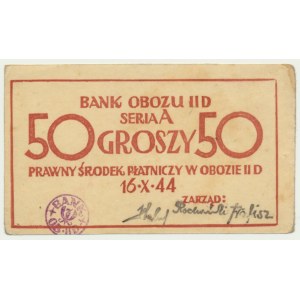 BANK OBOZU II D
SERIA A
50 GROSZY 50
PRAWNY ŚRODEK PŁATNICZY W OBOZIE II D
16-X-44
ZARZĄD: